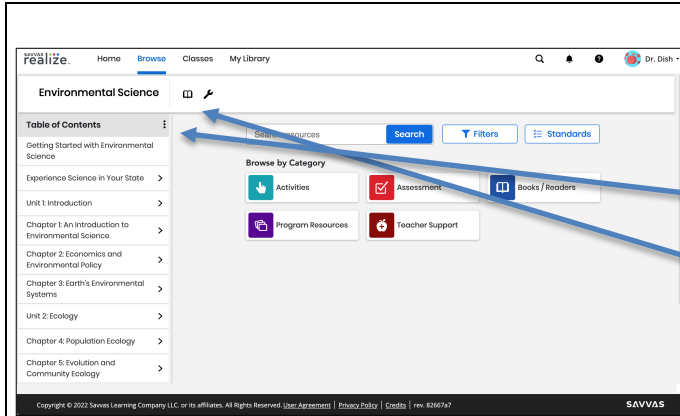 SAVVAS
realize.
Home
Browse
Classes
My Library
Dr. Dish
Environmental Science
Table of Contents
Getting Started with Environmental
Science
Experience Science in Your State
Unit 1: Introduction
Chapter 1: An Introduction to
Environmental Science
Chapter 2: Economics and
Environmental Policy
Chapter 3: Earth's Environmental
Systems
Unit 2: Ecology
Chapter 4: Population Ecology
Chapter 5: Evolution and
Community Ecology
Search resources
Search
Filters
Standards
Browse by Category
Activities
Assessment
Books / Readers
Program Resources
Teacher Support
Copyright © 2022 Savvas Learning Company LLC, or its affiliates. All Rights Reserved. User Agreement | Privacy Policy | Credits | rev. 82667a7
SAVVAS